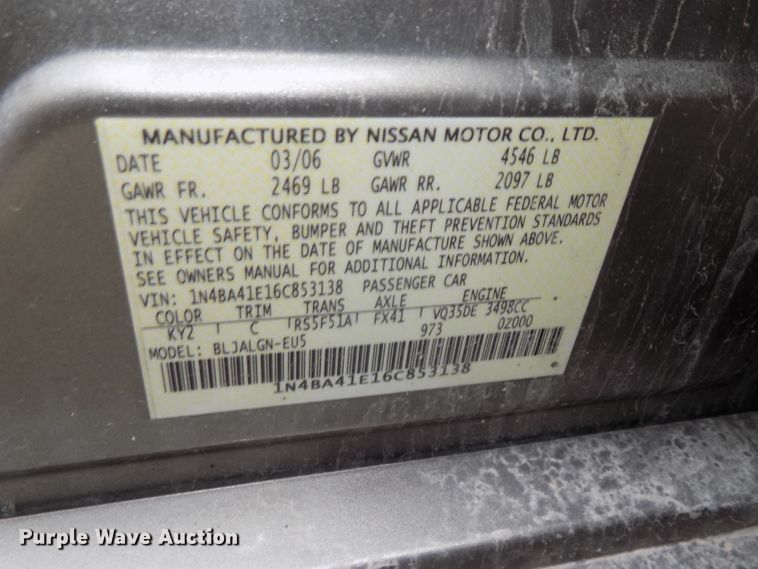 MANUFACTURED BY NISSAN MOTOR CO., LTD.
DATE 03/06 GVWR 4546 LB
GAWR FR. 2469 LB GAWR RR. 2097 LB
THIS VEHICLE CONFORMS TO ALL APPLICABLE FEDERAL MOTOR
VEHICLE SAFETY, BUMPER AND THEFT PREVENTION STANDARDS
IN EFFECT ON THE DATE OF MANUFACTURE SHOWN ABOVE.
SEE OWNERS MANUAL FOR ADDITIONAL INFORMATION.
VIN: 1N4BA41E16C853138 PASSENGER CAR
COLOR TRIM TRANS AXLE ENGINE
KY2 C RS5F51A FX41 VQ35DE 3498CC
MODEL: BLJALGN-EU5 973 02000
1N4BA41E16C853138
Purple Wave Auction